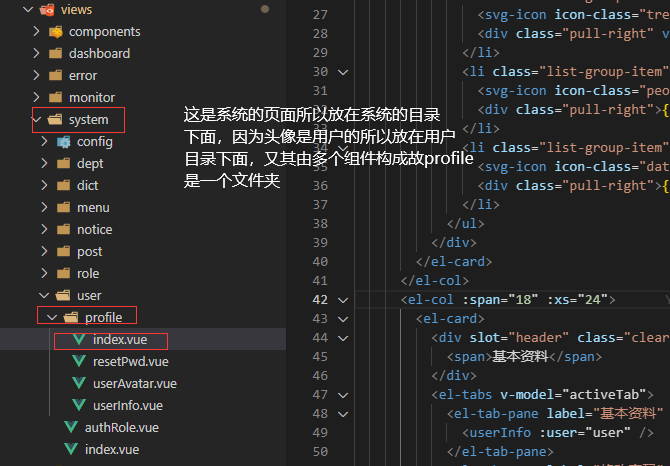 views
components
dashboard
error
monitor
system
config
dept
dict
menu
notice
post
role
user
profile
index.vue
resetPwd.vue
userAvatar.vue
userInfo.vue
authRole.vue
index.vue
这是系统的页面所以放在系统的目录
下面，因为头像是用户的所以放在用户
目录下面，又其由多个组件构成故profile
是一个文件夹
27 <svg-icon icon-class="tre
28 <div class="pull-right" v
29 </li>
30 <li class="list-group-item"
31 <svg-icon icon-class="peo
32 <div class="pull-right">{
33 </li>
34 <li class="list-group-item"
35 <svg-icon icon-class="dat
36 <div class="pull-right">{
37 </li>
38 </ul>
39 </div>
40 </el-card>
41 </el-col>
42 <el-col :span="18" :xs="24">
43 <el-card>
44 <div slot="header" class="clear
45 <span>基本资料</span>
46 </div>
47 <el-tabs v-model="activeTab">
48 <el-tab-pane label="基本资料"
49 <userInfo :user="user" />
50 </el-tab-pane>